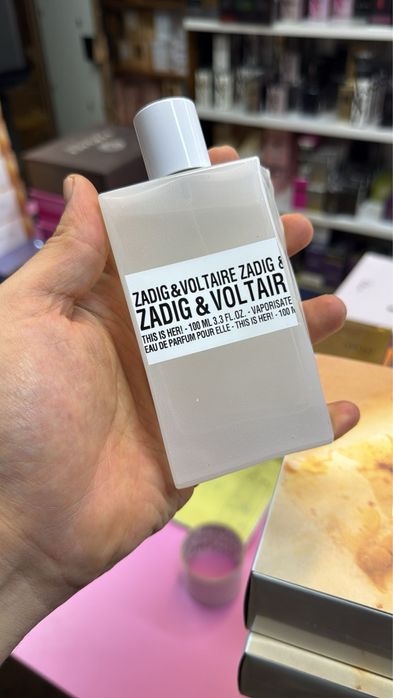 ZADIG&VOLTAIRE ZADIG &
ZADIG & VOLTAIR
THIS IS HER! - 100 ML 3.3 FL.OZ. - VAPORISATE
EAU DE PARFUM POUR ELLE - THIS IS HER! - 100 M